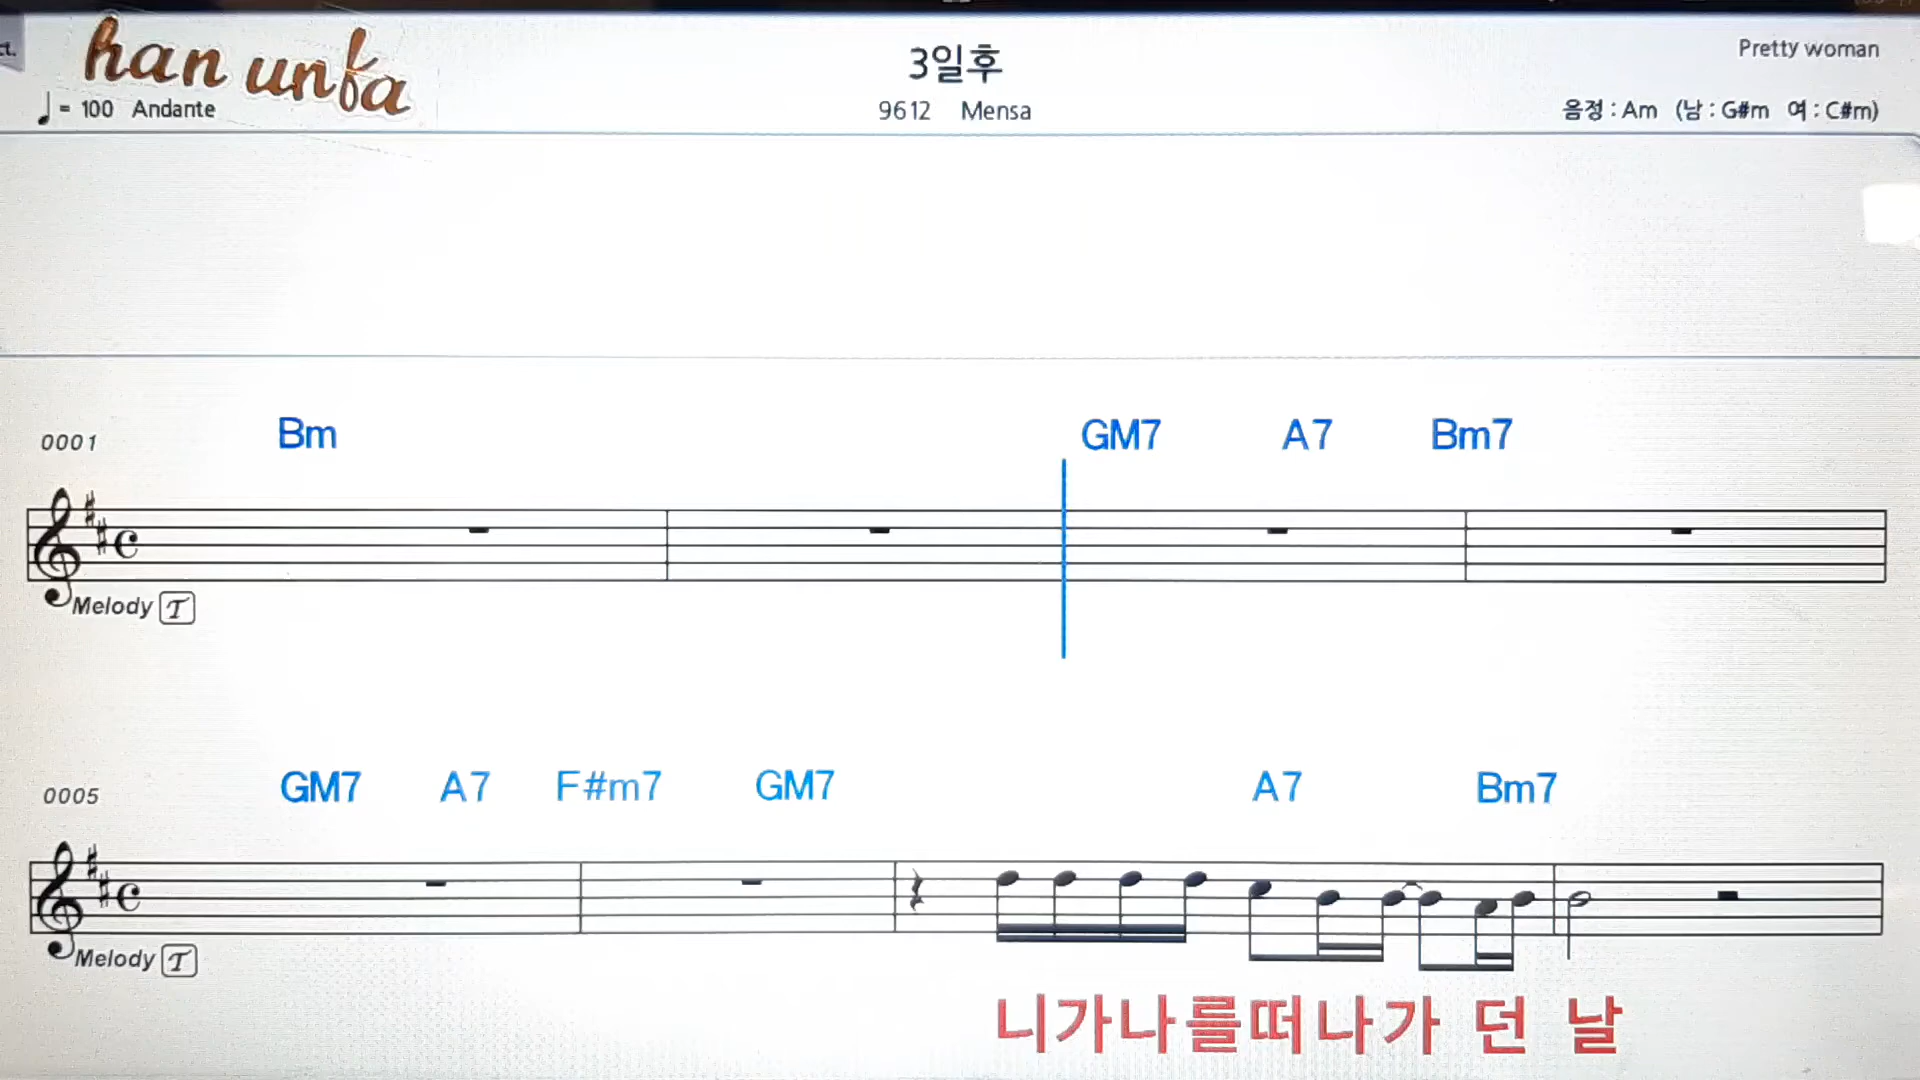 ct.
han unfa
3일후
Pretty woman
♩ = 100 Andante
9612 Mensa
음정 : Am (남 : G#m 여 : C#m)
0001 Bm GM7 A7 Bm7
Melody T
0005 GM7 A7 F#m7 GM7 A7 Bm7
Melody T
니가나를떠나가 던 날